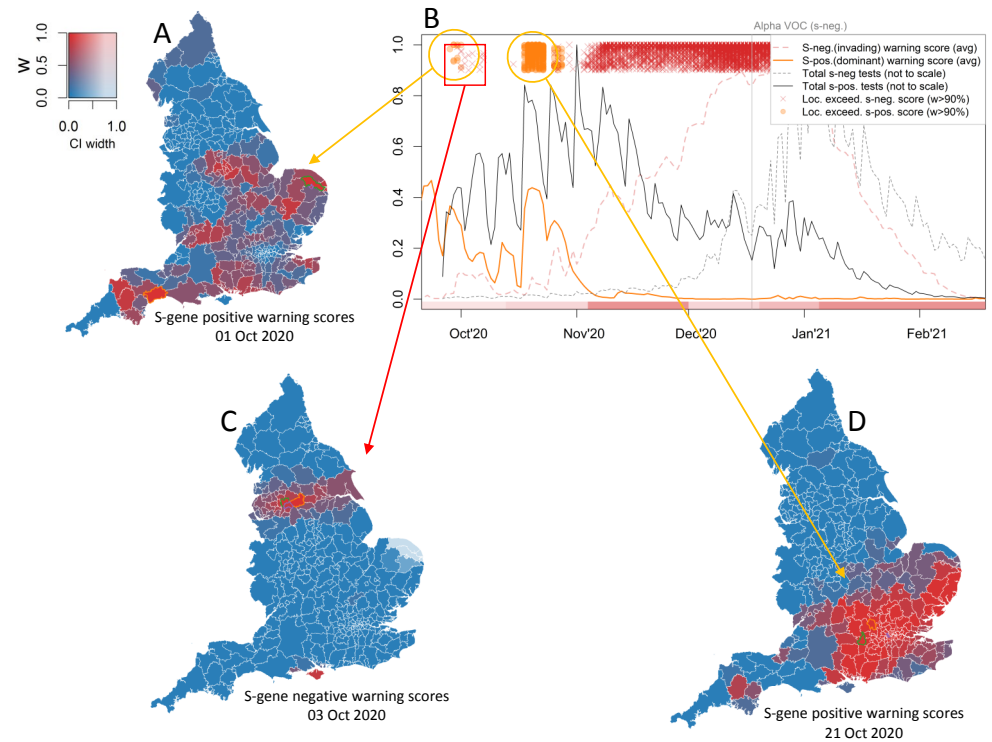 A
1.0
0.5
0.0
W
0.0
1.0
CI width
S-gene positive warning scores
01 Oct 2020
B
Alpha VOC (s-neg.)
S-neg.(invading) warning score (avg)
S-pos.(dominant) warning score (avg)
Total s-neg tests (not to scale)
Total s-pos. tests (not to scale)
Loc. exceed. s-neg. score (w>90%)
Loc. exceed. s-pos. score (w>90%)
1.0
0.8
0.6
0.4
0.2
0.0
Oct'20
Nov'20
Dec'20
Jan'21
Feb'21
C
S-gene negative warning scores
03 Oct 2020
D
S-gene positive warning scores
21 Oct 2020